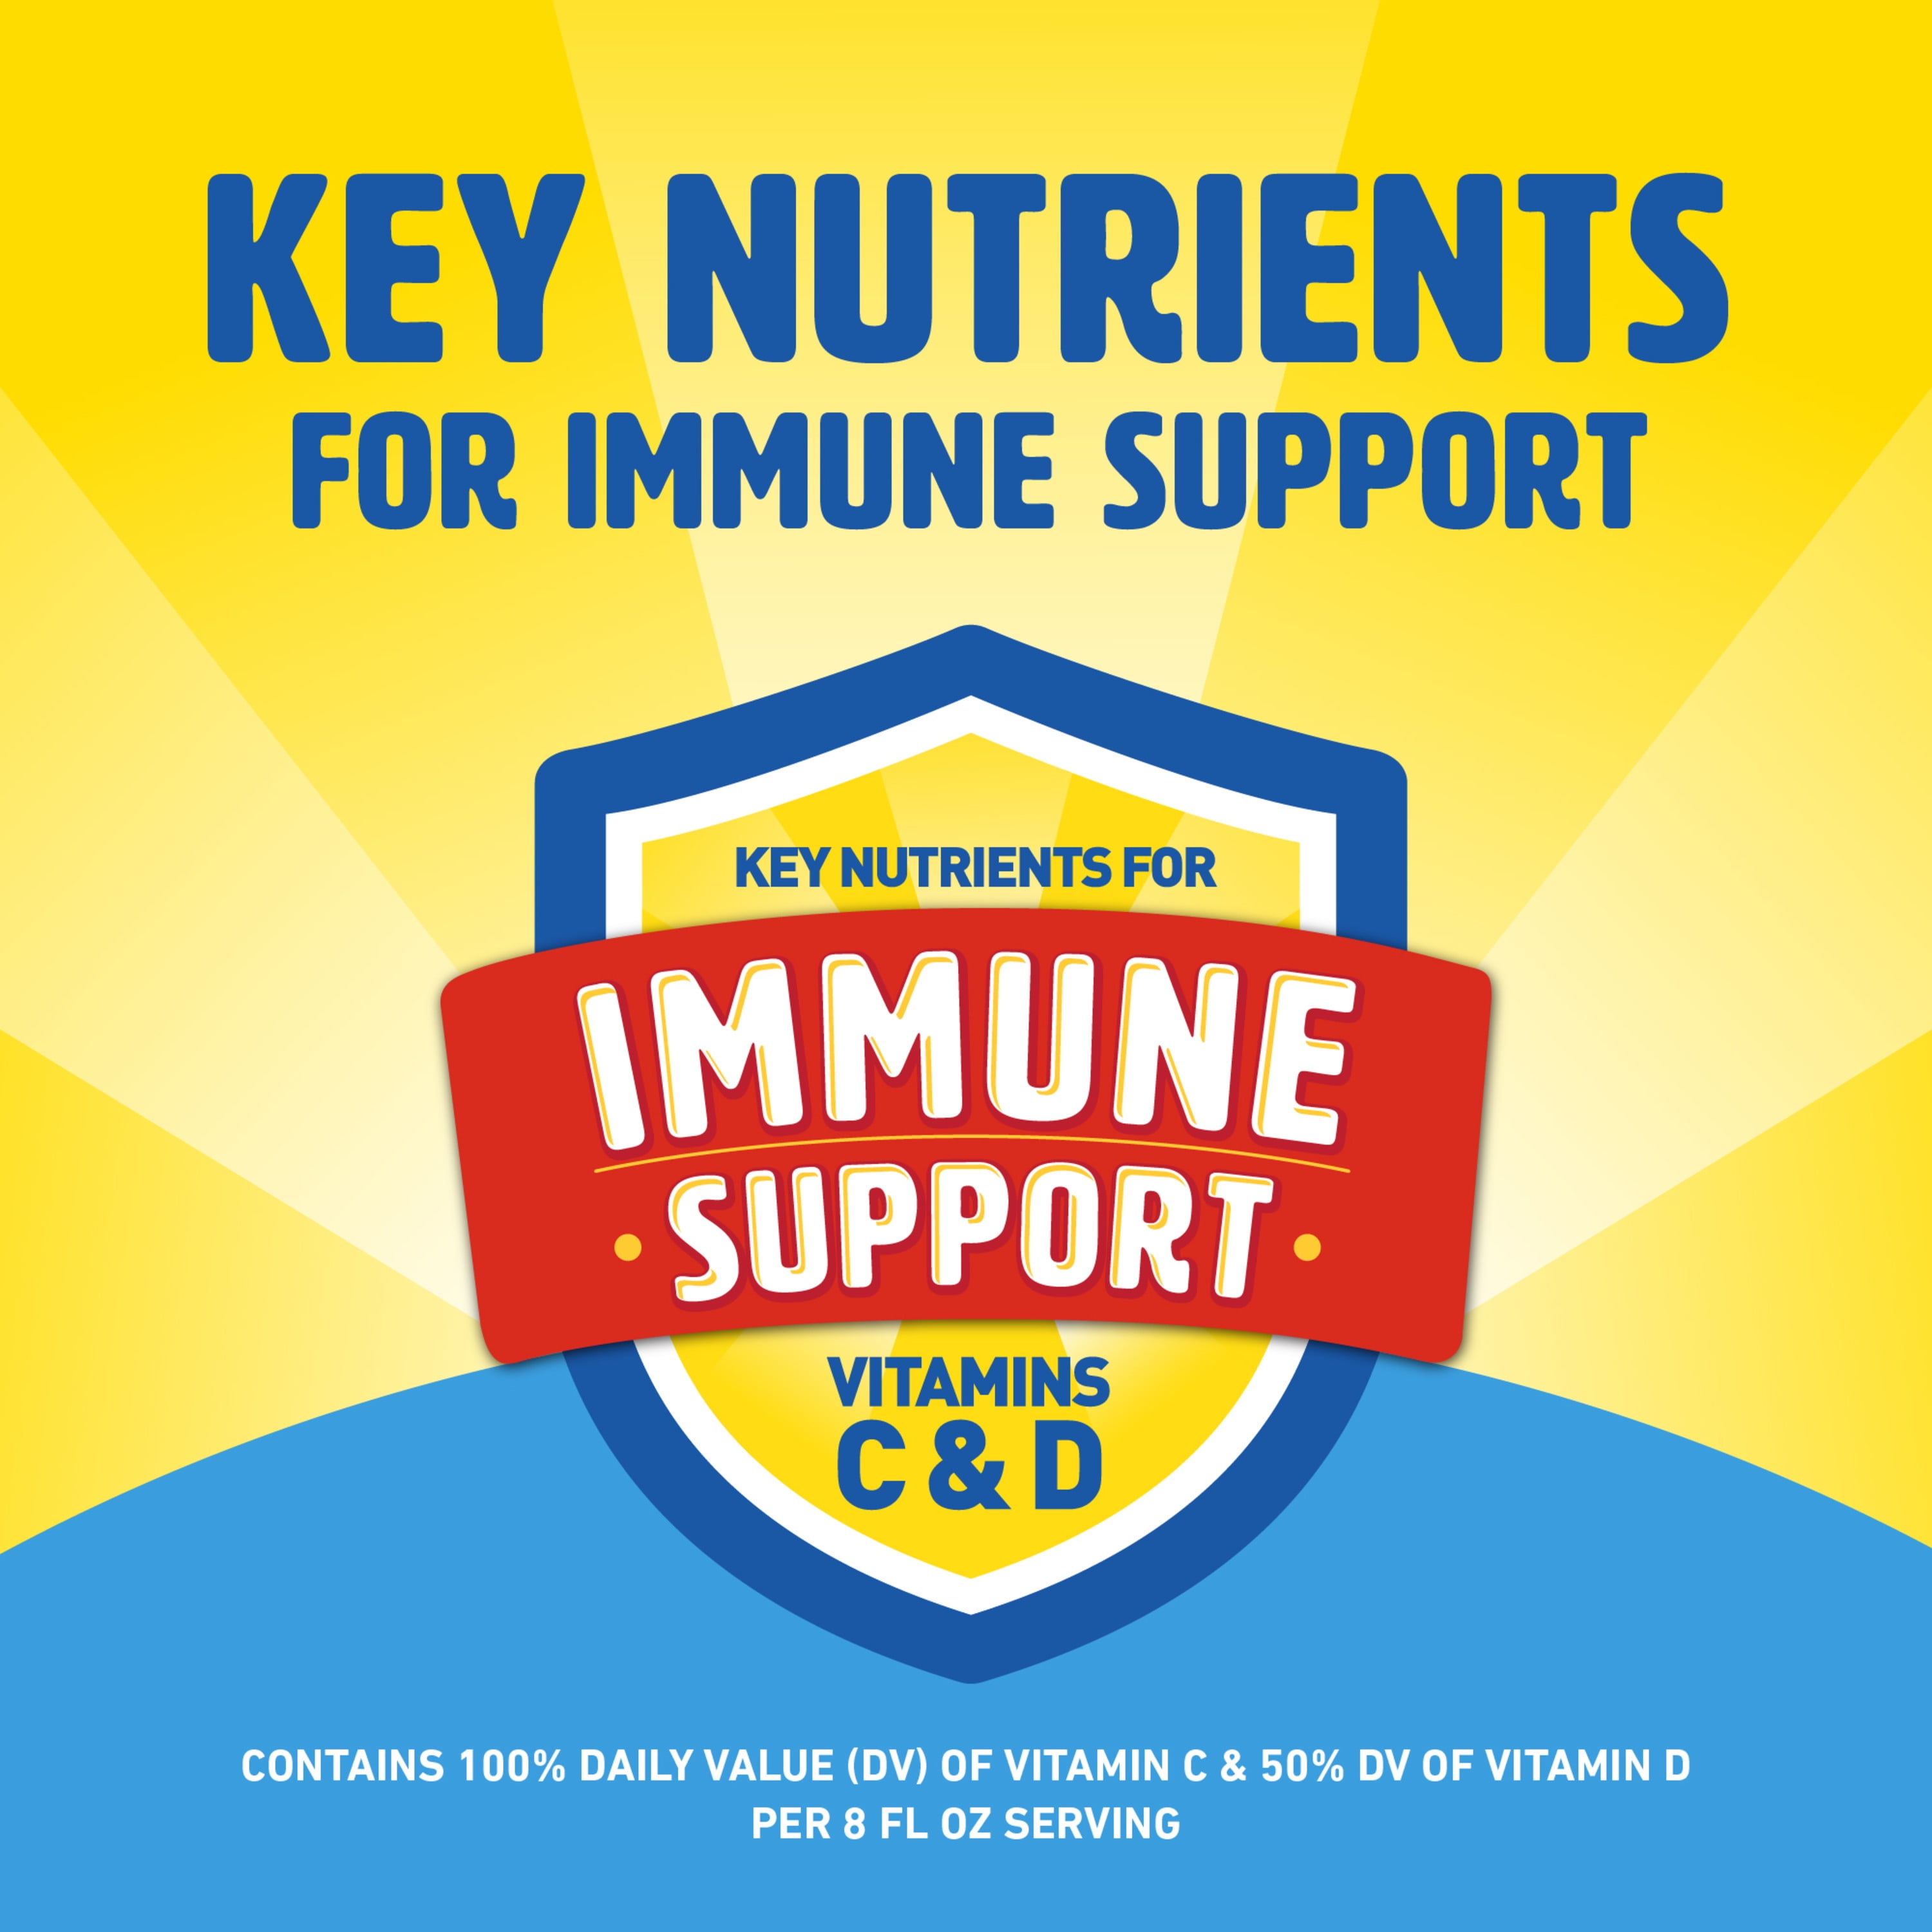 KEY NUTRIENTS
FOR IMMUNE SUPPORT
KEY NUTRIENTS FOR
IMMUNE
SUPPORT
VITAMINS
C & D
CONTAINS 100% DAILY VALUE (DV) OF VITAMIN C & 50% DV OF VITAMIN D
PER 8 FL OZ SERVING